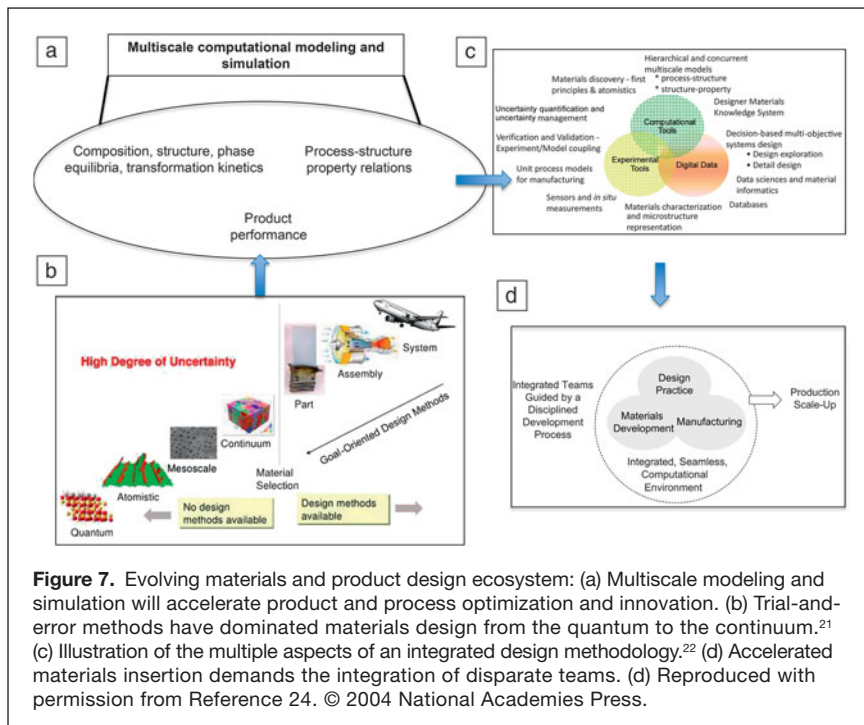 a
Multiscale computational modeling and
simulation
Composition, structure, phase
equilibria, transformation kinetics
Process-structure
property relations
Product
performance
b
High Degree of Uncertainty
System
Assembly
Part
Continuum
Goal-Oriented Design Methods
Mesoscale
Material
Selection
Atomistic
No design
methods available
Design methods
available
Quantum
c
Hierarchical and concurrent
multiscale models
* process-structure
* structure-property
Materials discovery - first
principles & atomistics
Designer Materials
Knowledge System
Uncertainty quantification and
uncertainty management
Computational
Tools
Verification and Validation -
Experiment/Model coupling
Decision-based multi-objective
systems design
• Design exploration
• Detail design
Experimental
Tools
Digital Data
Unit process models
for manufacturing
Data sciences and material
informatics
Sensors and in situ
measurements
Databases
Materials characterization
and microstructure
representation
d
Integrated Teams
Guided by a
Disciplined
Development
Process
Design
Practice
Materials
Development
Manufacturing
Integrated, Seamless,
Computational
Environment
Production
Scale-Up
Figure 7. Evolving materials and product design ecosystem: (a) Multiscale modeling and
simulation will accelerate product and process optimization and innovation. (b) Trial-and-
error methods have dominated materials design from the quantum to the continuum.21
(c) Illustration of the multiple aspects of an integrated design methodology.22 (d) Accelerated
materials insertion demands the integration of disparate teams. (d) Reproduced with
permission from Reference 24. © 2004 National Academies Press.